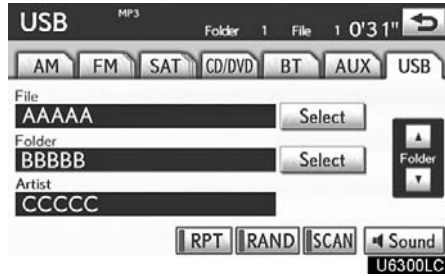 USB MP3 Folder 1 File 1 0'31"
AM FM SAT CD/DVD BT AUX USB
File
AAAAA Select
Folder
BBBBB Select
Folder
Artist
CCCCC
RPT RAND SCAN Sound
U6300LC